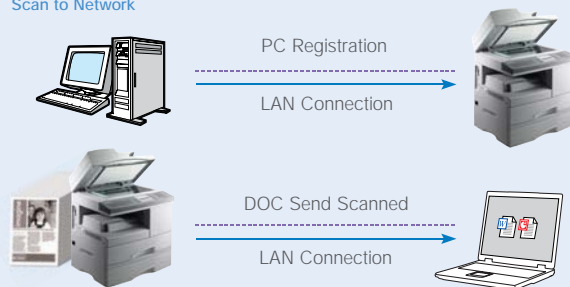 Scan to Network
PC Registration
LAN Connection
DOC Send Scanned
LAN Connection